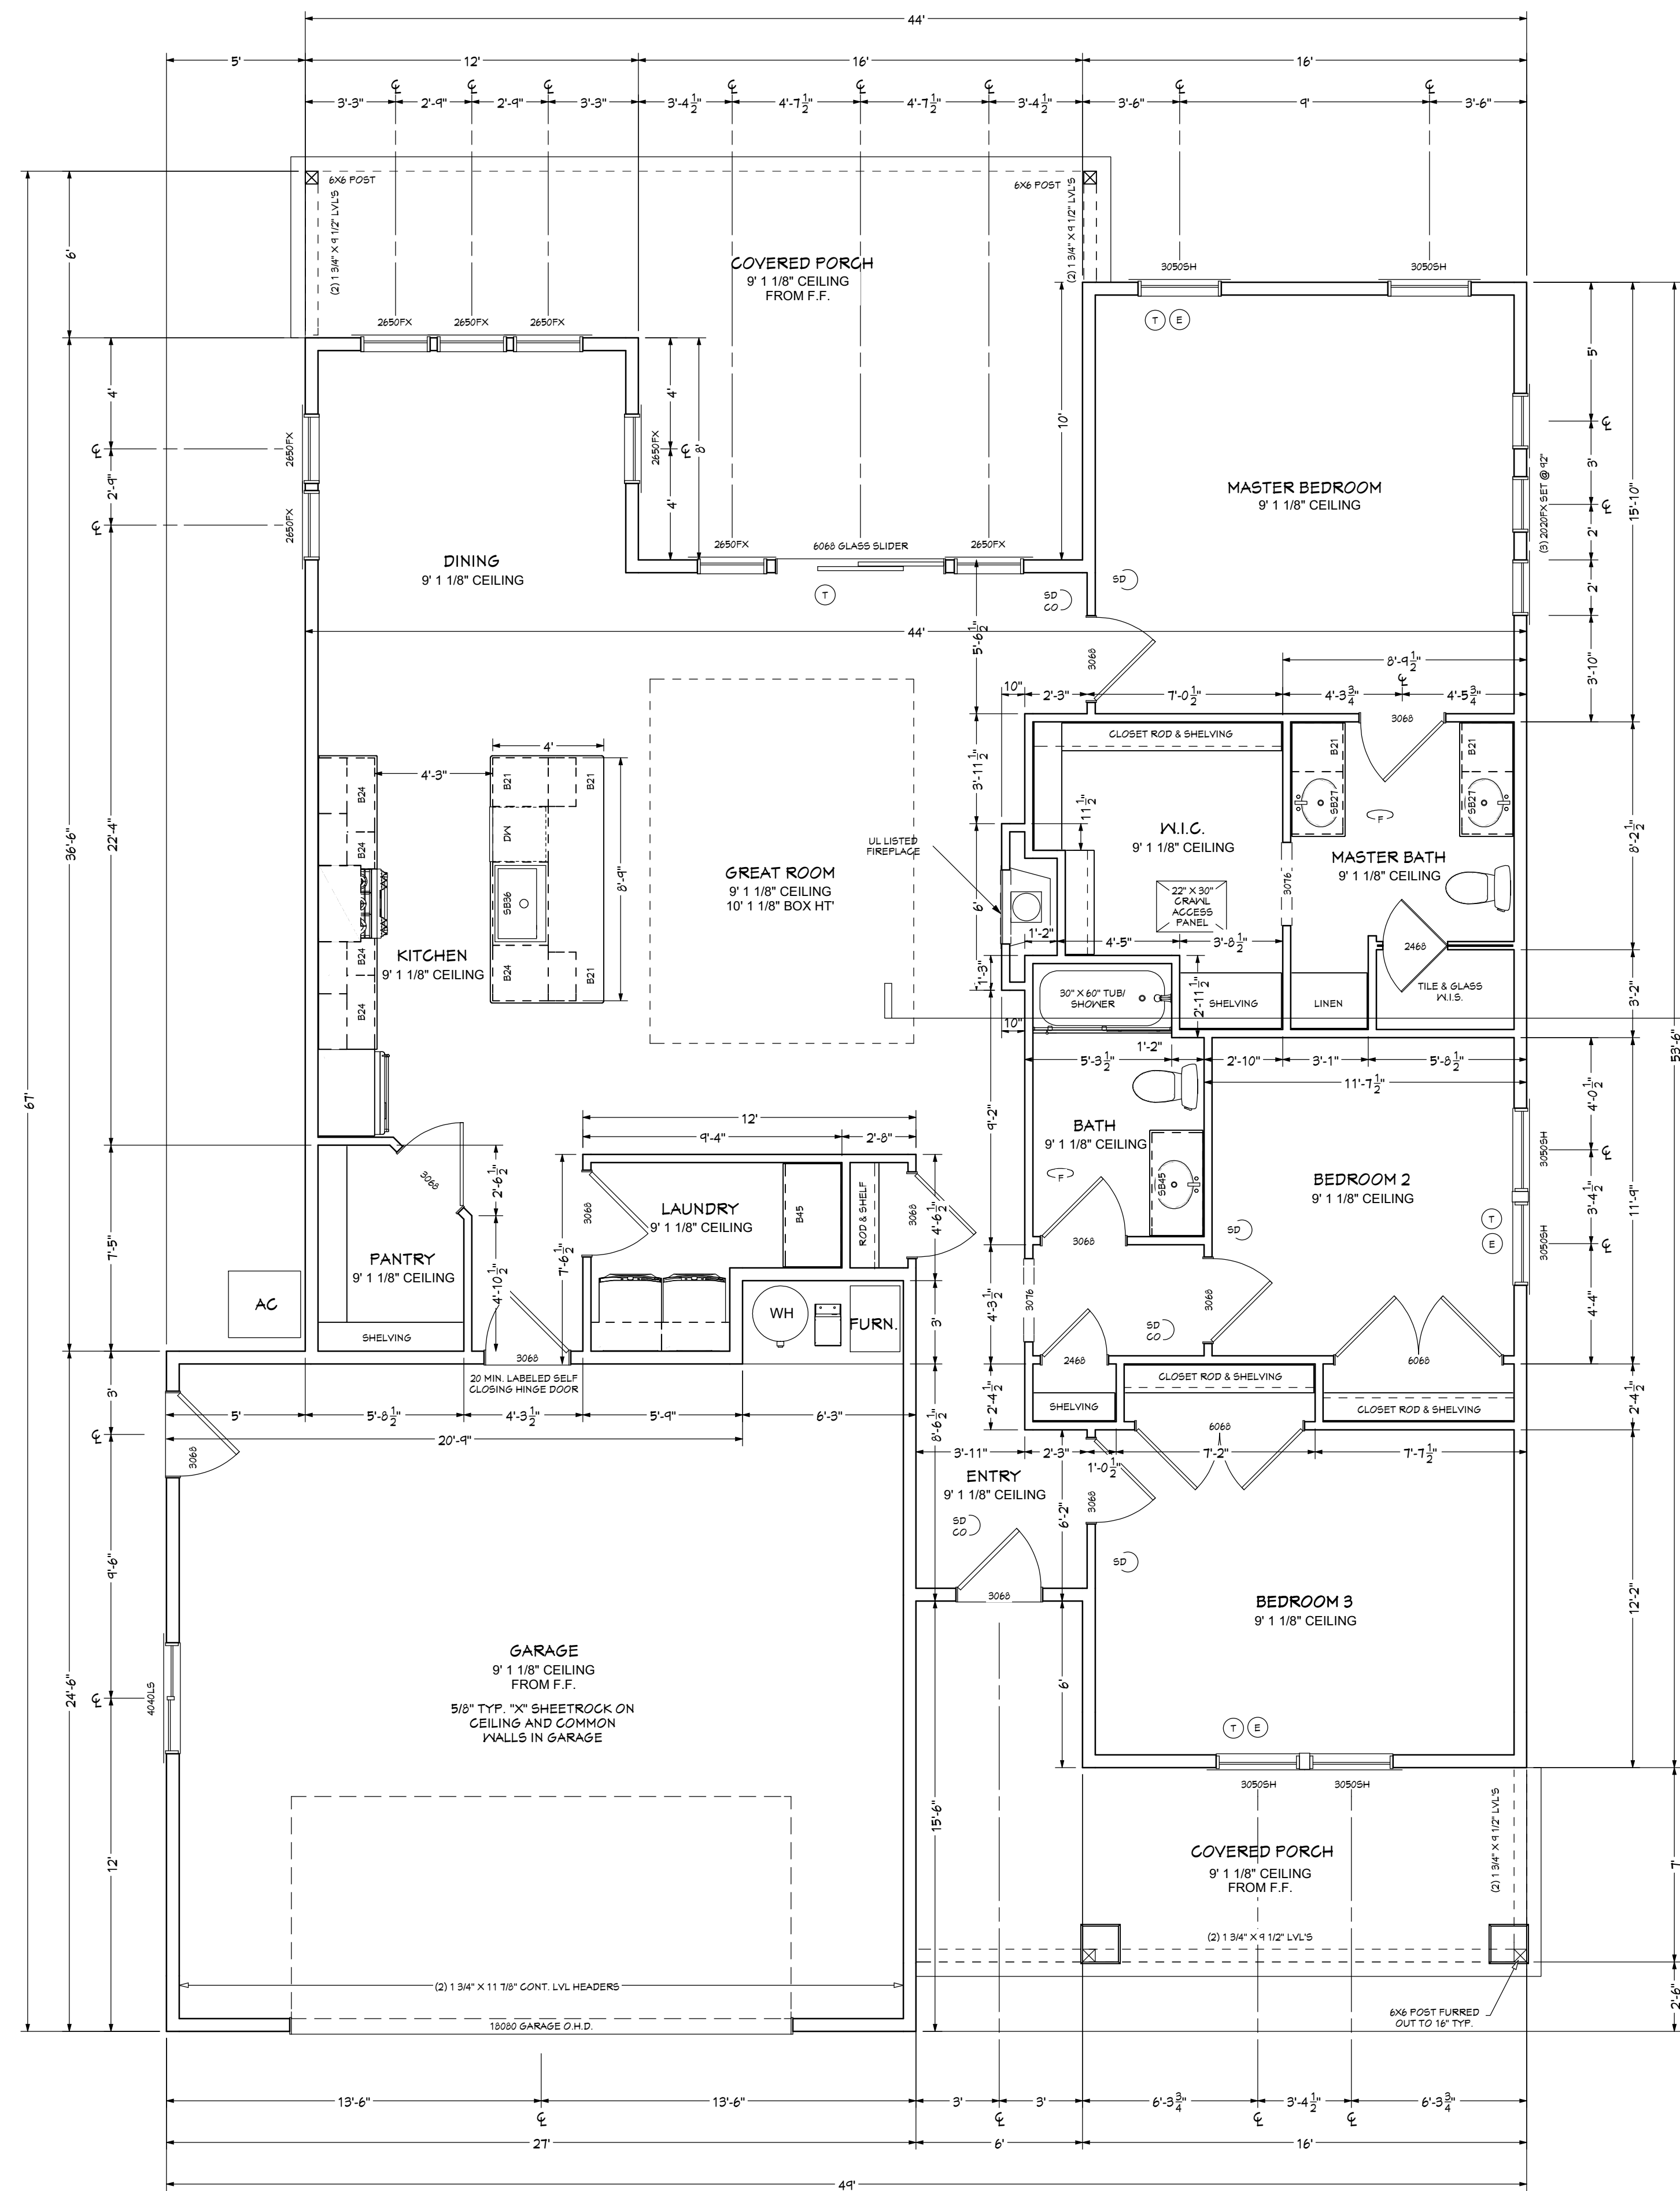 44'
5'
12'
16'
16'
3'-3"
2'-9"
2'-9"
3'-3"
3'-4 1/2"
4'-7 1/2"
4'-7 1/2"
3'-4 1/2"
3'-6"
9'
3'-6"
6X6 POST
(2) 1 3/4" X 9 1/2" LVL'S
6X6 POST
(2) 1 3/4" X 9 1/2" LVL'S
COVERED PORCH
9' 1 1/8" CEILING
FROM F.F.
3050SH
3050SH
T
E
2650FX
2650FX
2650FX
6'
4'
2'-9"
22'-4"
7'-5"
36'-6"
67'
2650FX
2650FX
2650FX
4'
4'
8'
10'
DINING
9' 1 1/8" CEILING
2650FX
6068 GLASS SLIDER
2650FX
T
SD
CO
SD
MASTER BEDROOM
9' 1 1/8" CEILING
(3) 2020FX SET @ 92"
5'
3'
2'
2'
3'-10"
15'-10"
44'
5'-6 1/2"
3068
8'-9 1/2"
10"
2'-3"
7'-0 1/2"
4'-3 3/4"
4'-5 3/4"
3068
CLOSET ROD & SHELVING
B21
SB27
B21
SB27
F
4'
4'-3"
B24
B24
B24
B24
B21
B21
DW
SB36
B24
B21
8'-9"
KITCHEN
9' 1 1/8" CEILING
GREAT ROOM
9' 1 1/8" CEILING
10' 1 1/8" BOX HT'
UL LISTED
FIREPLACE
3'-11 1/2"
11 1/2"
6'
1'-3"
10"
W.I.C.
9' 1 1/8" CEILING
22" X 30"
CRAWL
ACCESS
PANEL
3076
MASTER BATH
9' 1 1/8" CEILING
8'-2 1/2"
2468
1'-2"
4'-5"
3'-8 1/2"
2'-11 1/2"
30" X 60" TUB/
SHOWER
SHELVING
LINEN
TILE & GLASS
W.I.S.
3'-2"
53'-6"
5'-3 1/2"
1'-2"
2'-10"
3'-1"
5'-8 1/2"
11'-7 1/2"
9'-2"
BATH
9' 1 1/8" CEILING
F
SB45
BEDROOM 2
9' 1 1/8" CEILING
SD
T
E
3050SH
3050SH
4'-0 1/2"
3'-4 1/2"
4'-4"
11'-9"
12'
9'-4"
2'-8"
3068
2'-6 1/2"
4'-10 1/2"
7'-6 1/2"
3068
LAUNDRY
9' 1 1/8" CEILING
B45
ROD & SHELF
3068
4'-6 1/2"
PANTRY
9' 1 1/8" CEILING
SHELVING
AC
WH
FURN.
3'
4'-3 1/2"
3076
3068
3068
SD
CO
2468
6068
3068
20 MIN. LABELED SELF
CLOSING HINGE DOOR
CLOSET ROD & SHELVING
SHELVING
CLOSET ROD & SHELVING
2'-4 1/2"
2'-4 1/2"
6068
5'
5'-8 1/2"
4'-3 1/2"
5'-9"
6'-3"
20'-9"
3'
3068
8'-6 1/2"
3'-11"
2'-3"
1'-0 1/2"
7'-2"
7'-7 1/2"
ENTRY
9' 1 1/8" CEILING
SD
CO
3068
6'-2"
SD
3068
9'-6"
24'-6"
12'
4040LS
GARAGE
9' 1 1/8" CEILING
FROM F.F.
5/8" TYP. "X" SHEETROCK ON
CEILING AND COMMON
WALLS IN GARAGE
BEDROOM 3
9' 1 1/8" CEILING
12'-2"
6'
T
E
3050SH
3050SH
15'-6"
COVERED PORCH
9' 1 1/8" CEILING
FROM F.F.
(2) 1 3/4" X 9 1/2" LVL'S
(2) 1 3/4" X 9 1/2" LVL'S
7'
2'-6"
6X6 POST FURRED
OUT TO 16" TYP.
(2) 1 3/4" X 11 7/8" CONT. LVL HEADERS
18080 GARAGE O.H.D.
13'-6"
13'-6"
3'
3'
6'-3 3/4"
3'-4 1/2"
6'-3 3/4"
27'
6'
16'
49'